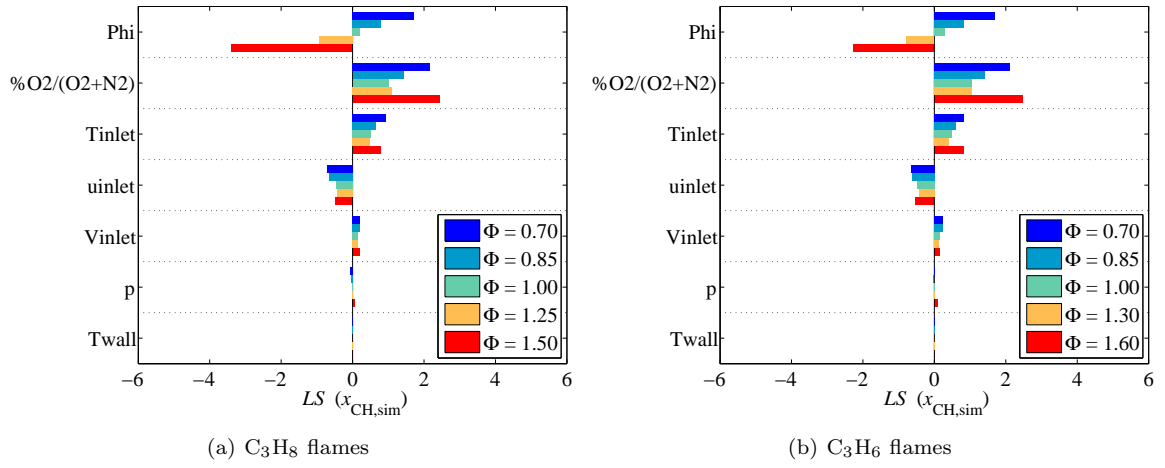 Phi
%O2/(O2+N2)
Tinlet
uinlet
Vinlet
p
Twall
Φ = 0.70
Φ = 0.85
Φ = 1.00
Φ = 1.25
Φ = 1.50
−6 −4 −2 0 2 4 6
LS (x_CH,sim)
(a) C₃H₈ flames
Phi
%O2/(O2+N2)
Tinlet
uinlet
Vinlet
p
Twall
Φ = 0.70
Φ = 0.85
Φ = 1.00
Φ = 1.30
Φ = 1.60
−6 −4 −2 0 2 4 6
LS (x_CH,sim)
(b) C₃H₆ flames